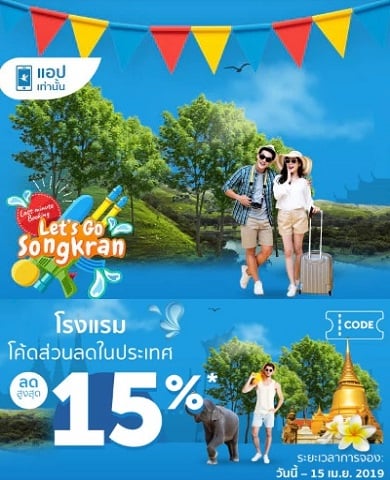 แอป
เท่านั้น
Last minute
Booking
Let's Go
Songkran
โรงแรม
โค้ดส่วนลดในประเทศ
ลด
สูงสุด
15%*
CODE
ระยะเวลาการจอง:
วันนี้ – 15 เม.ย. 2019